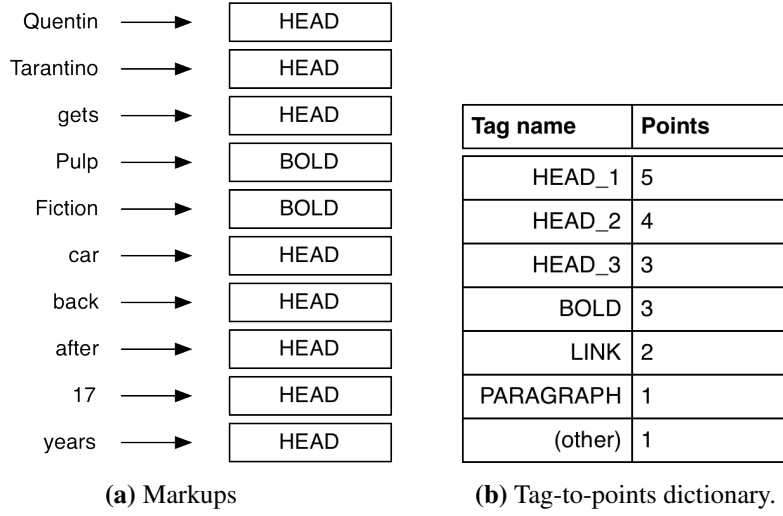 Quentin HEAD
Tarantino HEAD
gets HEAD
Pulp BOLD
Fiction BOLD
car HEAD
back HEAD
after HEAD
17 HEAD
years HEAD
(a) Markups
Tag name Points
HEAD_1 5
HEAD_2 4
HEAD_3 3
BOLD 3
LINK 2
PARAGRAPH 1
(other) 1
(b) Tag-to-points dictionary.